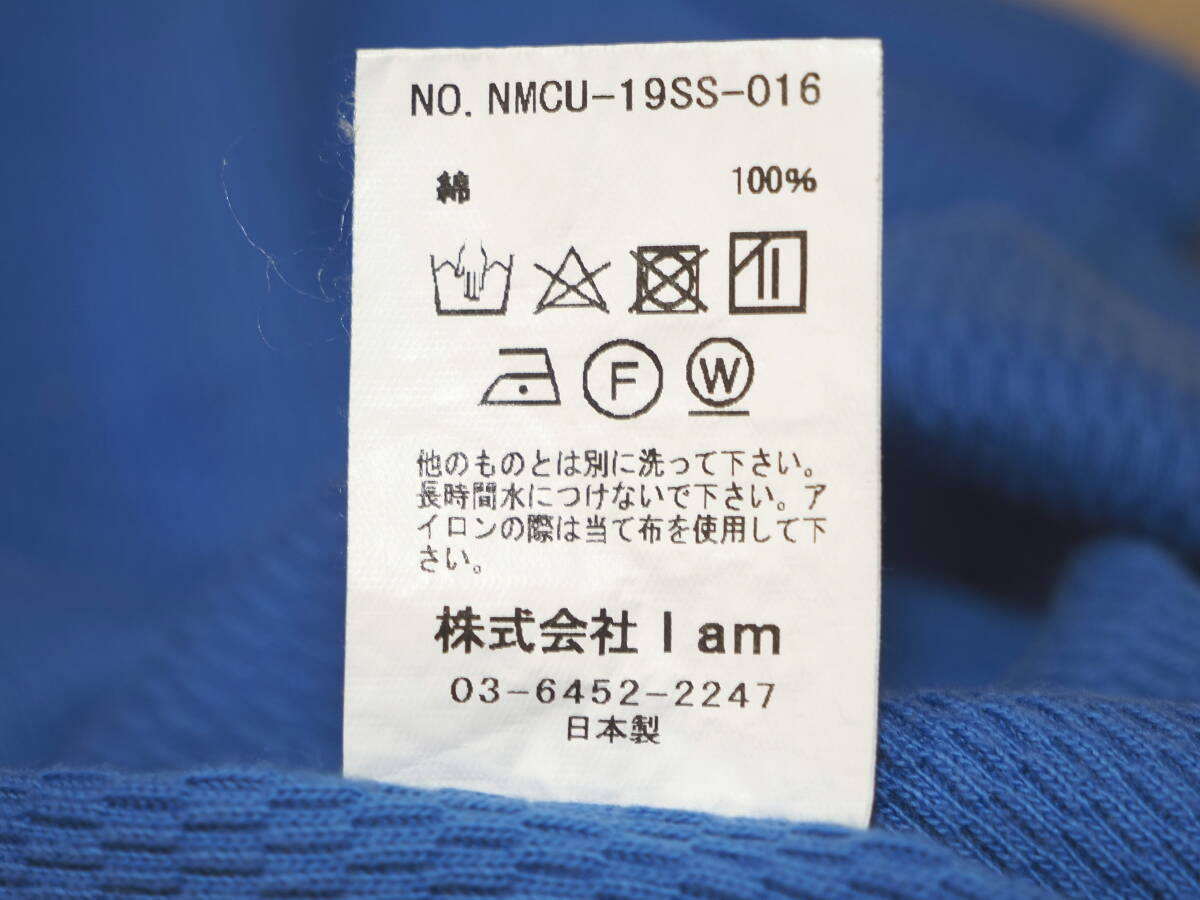 NO. NMCU-19SS-016
綿 100%
F W
他のものとは別に洗って下さい。
長時間水につけないで下さい。ア
イロンの際は当て布を使用して下
さい。
株式会社 I am
03-6452-2247
日本製